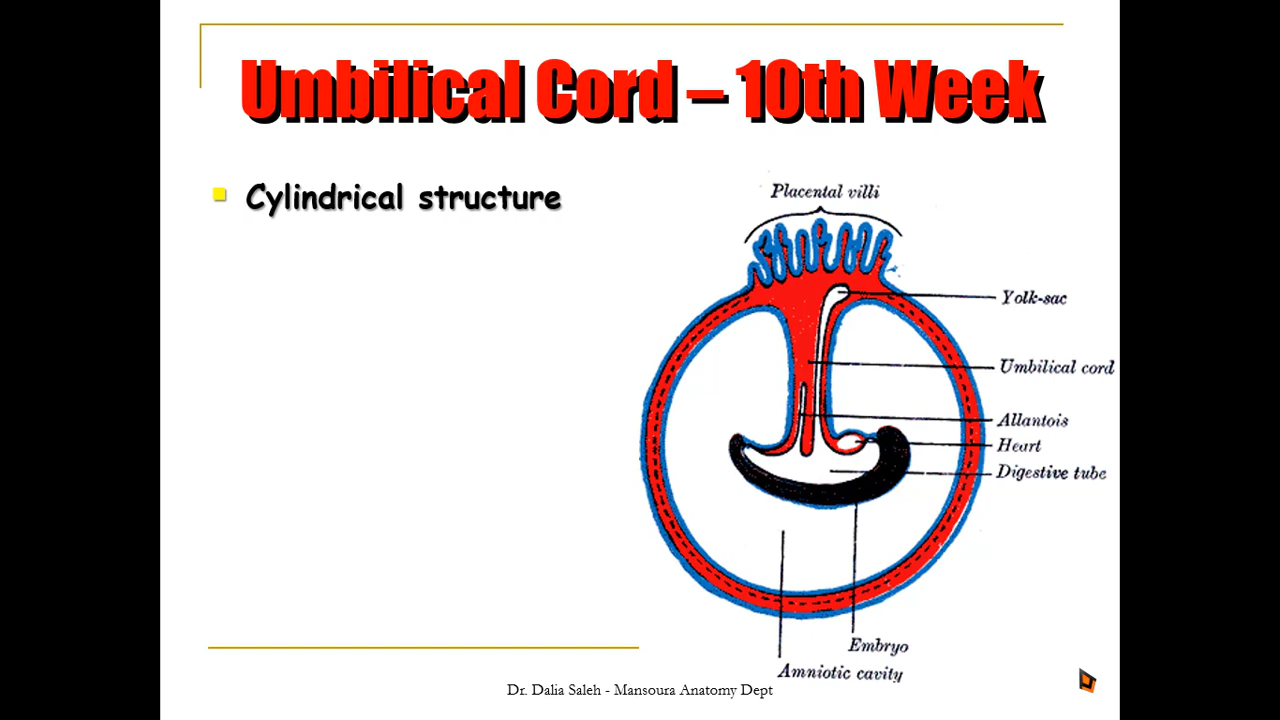 Umbilical Cord – 10th Week
Cylindrical structure
Placental villi
Yolk-sac
Umbilical cord
Allantois
Heart
Digestive tube
Embryo
Amniotic cavity
Dr. Dalia Saleh - Mansoura Anatomy Dept